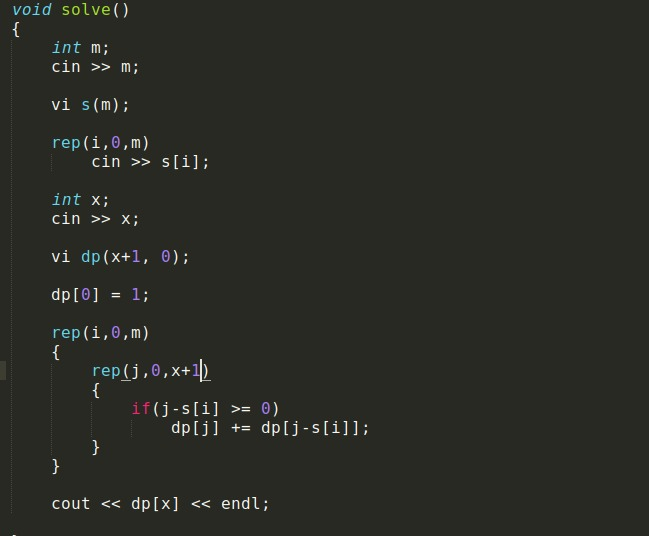 void solve()
{
    int m;
    cin >> m;

    vi s(m);

    rep(i,0,m)
        cin >> s[i];

    int x;
    cin >> x;

    vi dp(x+1, 0);

    dp[0] = 1;

    rep(i,0,m)
    {
        rep(j,0,x+1)
        {
            if(j-s[i] >= 0)
                dp[j] += dp[j-s[i]];
        }
    }

    cout << dp[x] << endl;